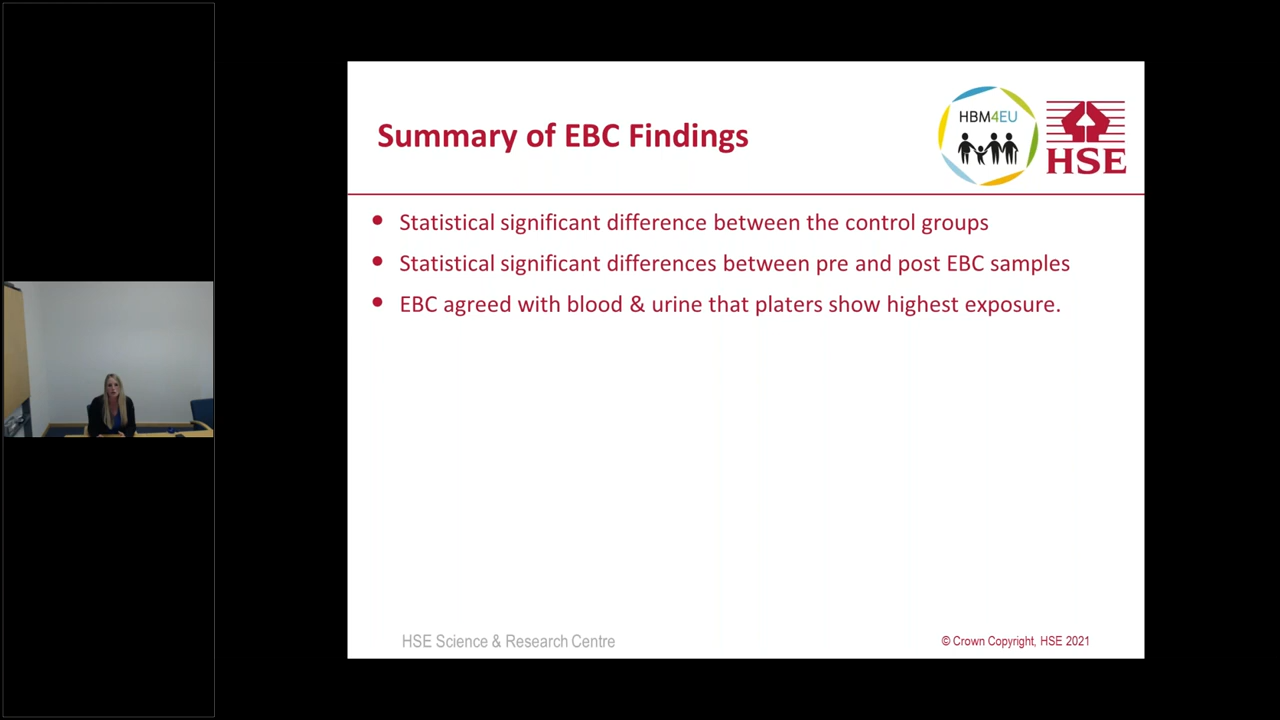 Summary of EBC Findings
HBM4EU
HSE
• Statistical significant difference between the control groups
• Statistical significant differences between pre and post EBC samples
• EBC agreed with blood & urine that platers show highest exposure.
HSE Science & Research Centre
© Crown Copyright, HSE 2021